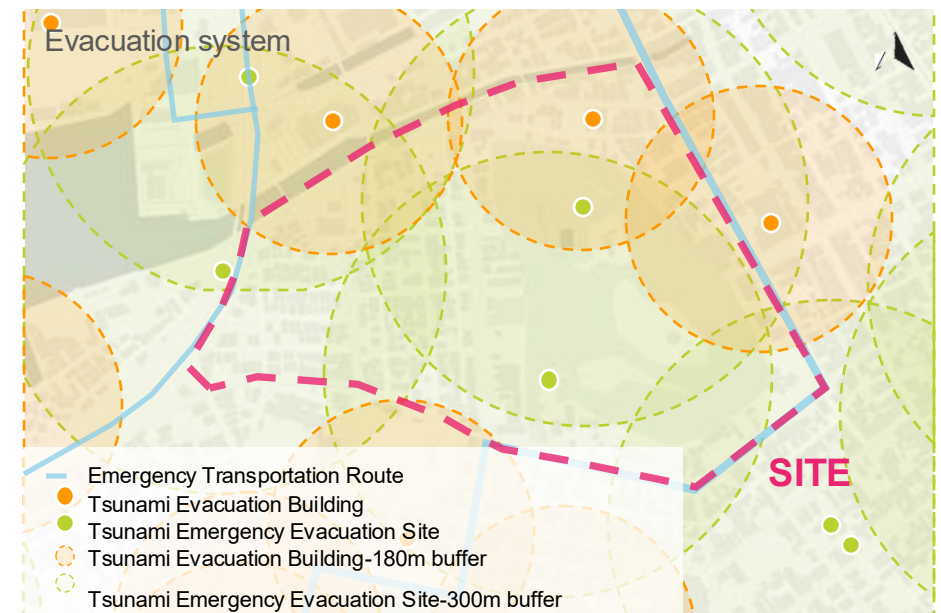 Evacuation system
SITE
Emergency Transportation Route
Tsunami Evacuation Building
Tsunami Emergency Evacuation Site
Tsunami Evacuation Building-180m buffer
Tsunami Emergency Evacuation Site-300m buffer